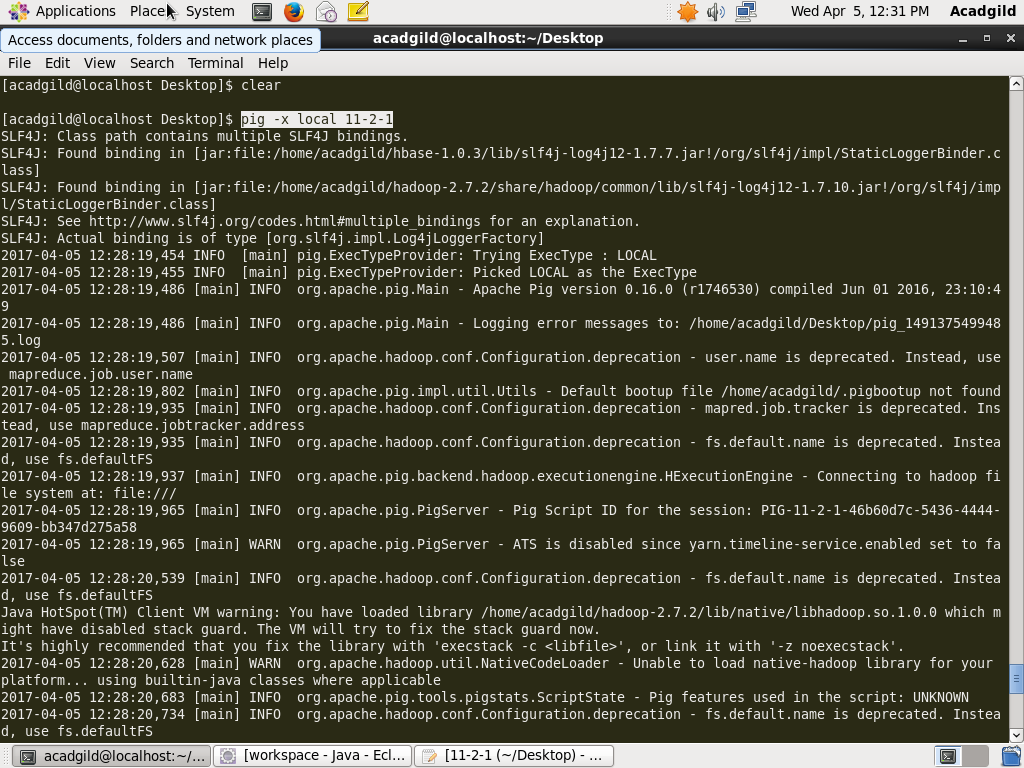 Applications Places System
Wed Apr 5, 12:31 PM Acadgild
Access documents, folders and network places
acadgild@localhost:~/Desktop
File Edit View Search Terminal Help
[acadgild@localhost Desktop]$ clear
[acadgild@localhost Desktop]$ pig -x local 11-2-1
SLF4J: Class path contains multiple SLF4J bindings.
SLF4J: Found binding in [jar:file:/home/acadgild/hbase-1.0.3/lib/slf4j-log4j12-1.7.7.jar!/org/slf4j/impl/StaticLoggerBinder.c
lass]
SLF4J: Found binding in [jar:file:/home/acadgild/hadoop-2.7.2/share/hadoop/common/lib/slf4j-log4j12-1.7.10.jar!/org/slf4j/imp
l/StaticLoggerBinder.class]
SLF4J: See http://www.slf4j.org/codes.html#multiple_bindings for an explanation.
SLF4J: Actual binding is of type [org.slf4j.impl.Log4jLoggerFactory]
2017-04-05 12:28:19,454 INFO  [main] pig.ExecTypeProvider: Trying ExecType : LOCAL
2017-04-05 12:28:19,455 INFO  [main] pig.ExecTypeProvider: Picked LOCAL as the ExecType
2017-04-05 12:28:19,486 [main] INFO  org.apache.pig.Main - Apache Pig version 0.16.0 (r1746530) compiled Jun 01 2016, 23:10:4
9
2017-04-05 12:28:19,486 [main] INFO  org.apache.pig.Main - Logging error messages to: /home/acadgild/Desktop/pig_149137549948
5.log
2017-04-05 12:28:19,507 [main] INFO  org.apache.hadoop.conf.Configuration.deprecation - user.name is deprecated. Instead, use
 mapreduce.job.user.name
2017-04-05 12:28:19,802 [main] INFO  org.apache.pig.impl.util.Utils - Default bootup file /home/acadgild/.pigbootup not found
2017-04-05 12:28:19,935 [main] INFO  org.apache.hadoop.conf.Configuration.deprecation - mapred.job.tracker is deprecated. Ins
tead, use mapreduce.jobtracker.address
2017-04-05 12:28:19,935 [main] INFO  org.apache.hadoop.conf.Configuration.deprecation - fs.default.name is deprecated. Instea
d, use fs.defaultFS
2017-04-05 12:28:19,937 [main] INFO  org.apache.pig.backend.hadoop.executionengine.HExecutionEngine - Connecting to hadoop fi
le system at: file:///
2017-04-05 12:28:19,965 [main] INFO  org.apache.pig.PigServer - Pig Script ID for the session: PIG-11-2-1-46b60d7c-5436-4444-
9609-bb347d275a58
2017-04-05 12:28:19,965 [main] WARN  org.apache.pig.PigServer - ATS is disabled since yarn.timeline-service.enabled set to fa
lse
2017-04-05 12:28:20,539 [main] INFO  org.apache.hadoop.conf.Configuration.deprecation - fs.default.name is deprecated. Instea
d, use fs.defaultFS
Java HotSpot(TM) Client VM warning: You have loaded library /home/acadgild/hadoop-2.7.2/lib/native/libhadoop.so.1.0.0 which m
ight have disabled stack guard. The VM will try to fix the stack guard now.
It's highly recommended that you fix the library with 'execstack -c <libfile>', or link it with '-z noexecstack'.
2017-04-05 12:28:20,628 [main] WARN  org.apache.hadoop.util.NativeCodeLoader - Unable to load native-hadoop library for your
platform... using builtin-java classes where applicable
2017-04-05 12:28:20,683 [main] INFO  org.apache.pig.tools.pigstats.ScriptState - Pig features used in the script: UNKNOWN
2017-04-05 12:28:20,734 [main] INFO  org.apache.hadoop.conf.Configuration.deprecation - fs.default.name is deprecated. Instea
d, use fs.defaultFS
acadgild@localhost:~/... [workspace - Java - Ecl... [11-2-1 (~/Desktop) - ...